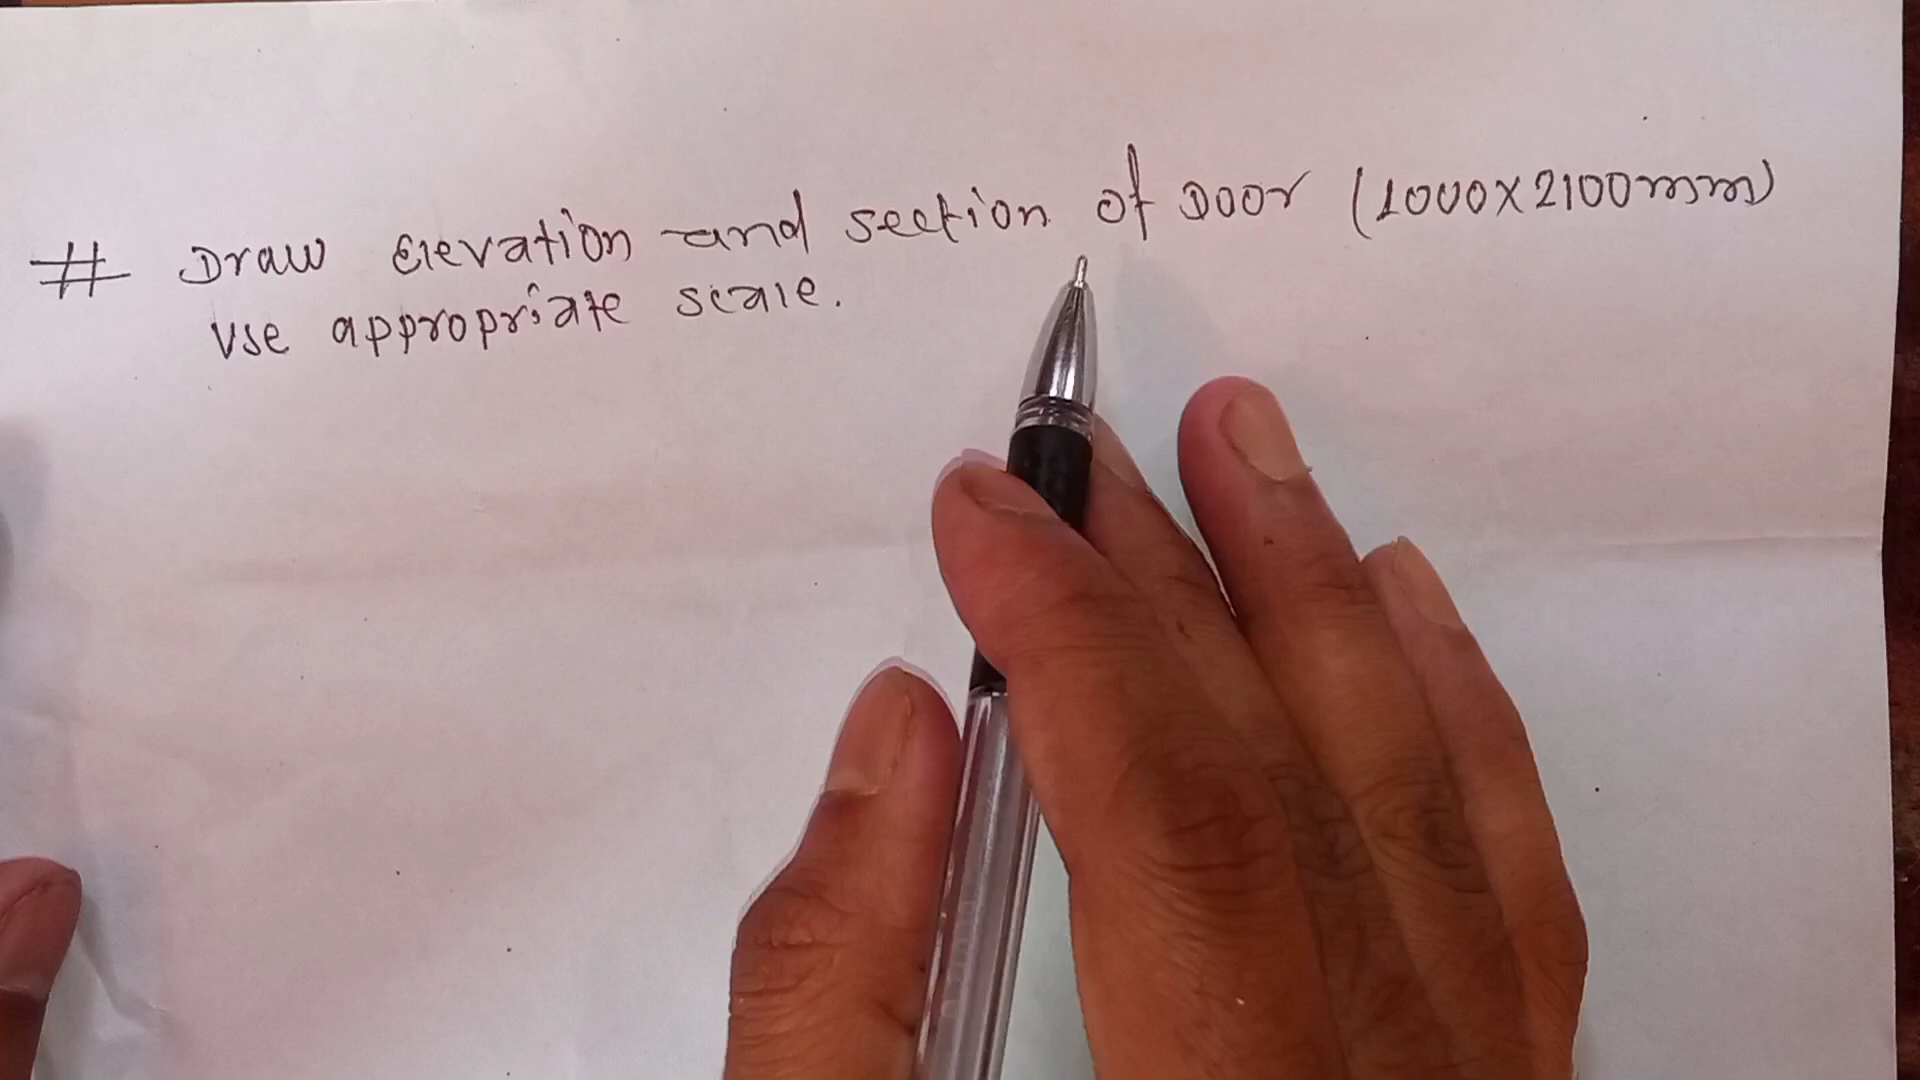 # Draw Elevation and section of Door (1000x2100mm)
Use appropriate scale.